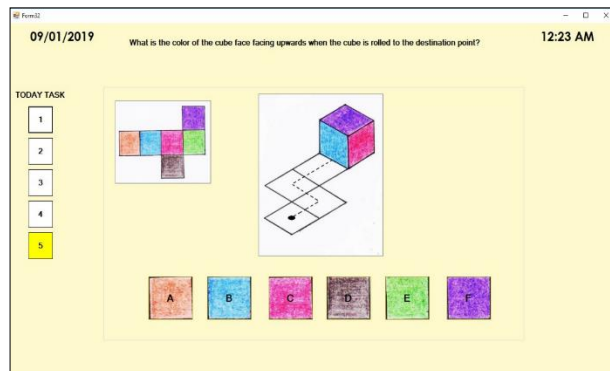 Form32
09/01/2019
What is the color of the cube face facing upwards when the cube is rolled to the destination point?
12:23 AM
TODAY TASK
1
2
3
4
5
A B C D E F